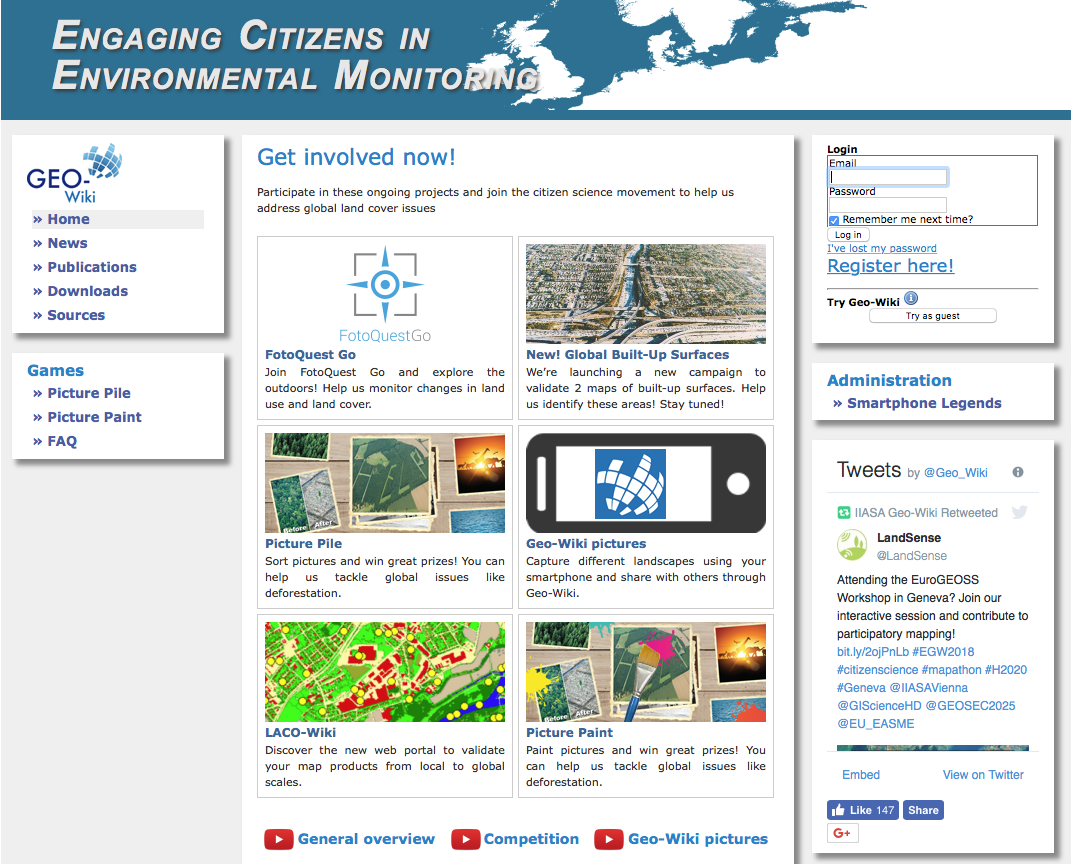 ENGAGING CITIZENS IN
ENVIRONMENTAL MONITORING
GEO-
Wiki
» Home
» News
» Publications
» Downloads
» Sources
Games
» Picture Pile
» Picture Paint
» FAQ
Get involved now!
Participate in these ongoing projects and join the citizen science movement to help us
address global land cover issues
FotoQuestGo
FotoQuest Go
Join FotoQuest Go and explore the
outdoors! Help us monitor changes in land
use and land cover.
New! Global Built-Up Surfaces
We're launching a new campaign to
validate 2 maps of built-up surfaces. Help
us identify these areas! Stay tuned!
Before After
Picture Pile
Sort pictures and win great prizes! You can
help us tackle global issues like
deforestation.
Geo-Wiki pictures
Capture different landscapes using your
smartphone and share with others through
Geo-Wiki.
LACO-Wiki
Discover the new web portal to validate
your map products from local to global
scales.
Before After
Picture Paint
Paint pictures and win great prizes! You
can help us tackle global issues like
deforestation.
General overview
Competition
Geo-Wiki pictures
Login
Email
Password
Remember me next time?
Log in
I've lost my password
Register here!
Try Geo-Wiki
Try as guest
Administration
» Smartphone Legends
Tweets by @Geo_Wiki
IIASA Geo-Wiki Retweeted
LandSense
@LandSense
Attending the EuroGEOSS
Workshop in Geneva? Join our
interactive session and contribute to
participatory mapping!
bit.ly/2ojPnLb #EGW2018
#citizenscience #mapathon #H2020
#Geneva @IIASAVienna
@GIScienceHD @GEOSEC2025
@EU_EASME
Embed
View on Twitter
Like 147
Share
G+